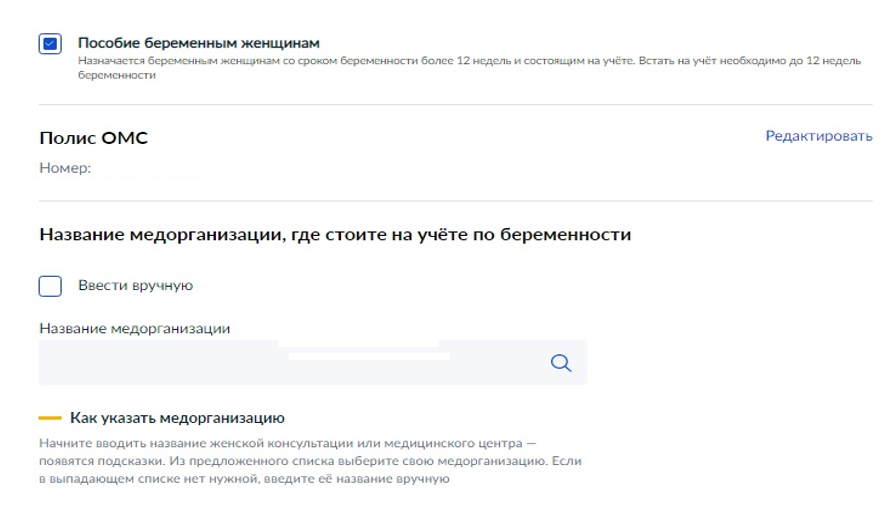 Пособие беременным женщинам
Назначается беременным женщинам со сроком беременности более 12 недель и состоящим на учёте. Встать на учёт необходимо до 12 недель
беременности
Полис ОМС
Редактировать
Номер:
Название медорганизации, где стоите на учёте по беременности
Ввести вручную
Название медорганизации
Как указать медорганизацию
Начните вводить название женской консультации или медицинского центра —
появятся подсказки. Из предложенного списка выберите свою медорганизацию. Если
в выпадающем списке нет нужной, введите её название вручную